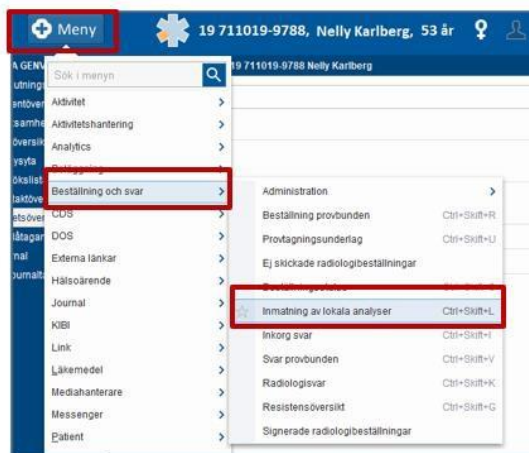 Meny
19 711019-9788, Nelly Karlberg, 53 år
19 711019-9788 Nelly Karlberg
Sök i menyn
Aktivitet
Aktivitetshantering
Analytics
Beställning och svar
CDS
DOS
Externa länkar
Hälsoärende
Journal
KIBI
Link
Läkemedel
Mediahanterare
Messenger
Patient
Administration
Beställning provbunden Ctrl+Skift+R
Provtagningsunderlag Ctrl+Skift+U
Ej skickade radiologibeställningar
Inmatning av lokala analyser Ctrl+Skift+L
Inkorg svar Ctrl+Skift+I
Svar provbunden Ctrl+Skift+V
Radiologisvar Ctrl+Skift+K
Resistensöversikt Ctrl+Skift+G
Signerade radiologibeställningar